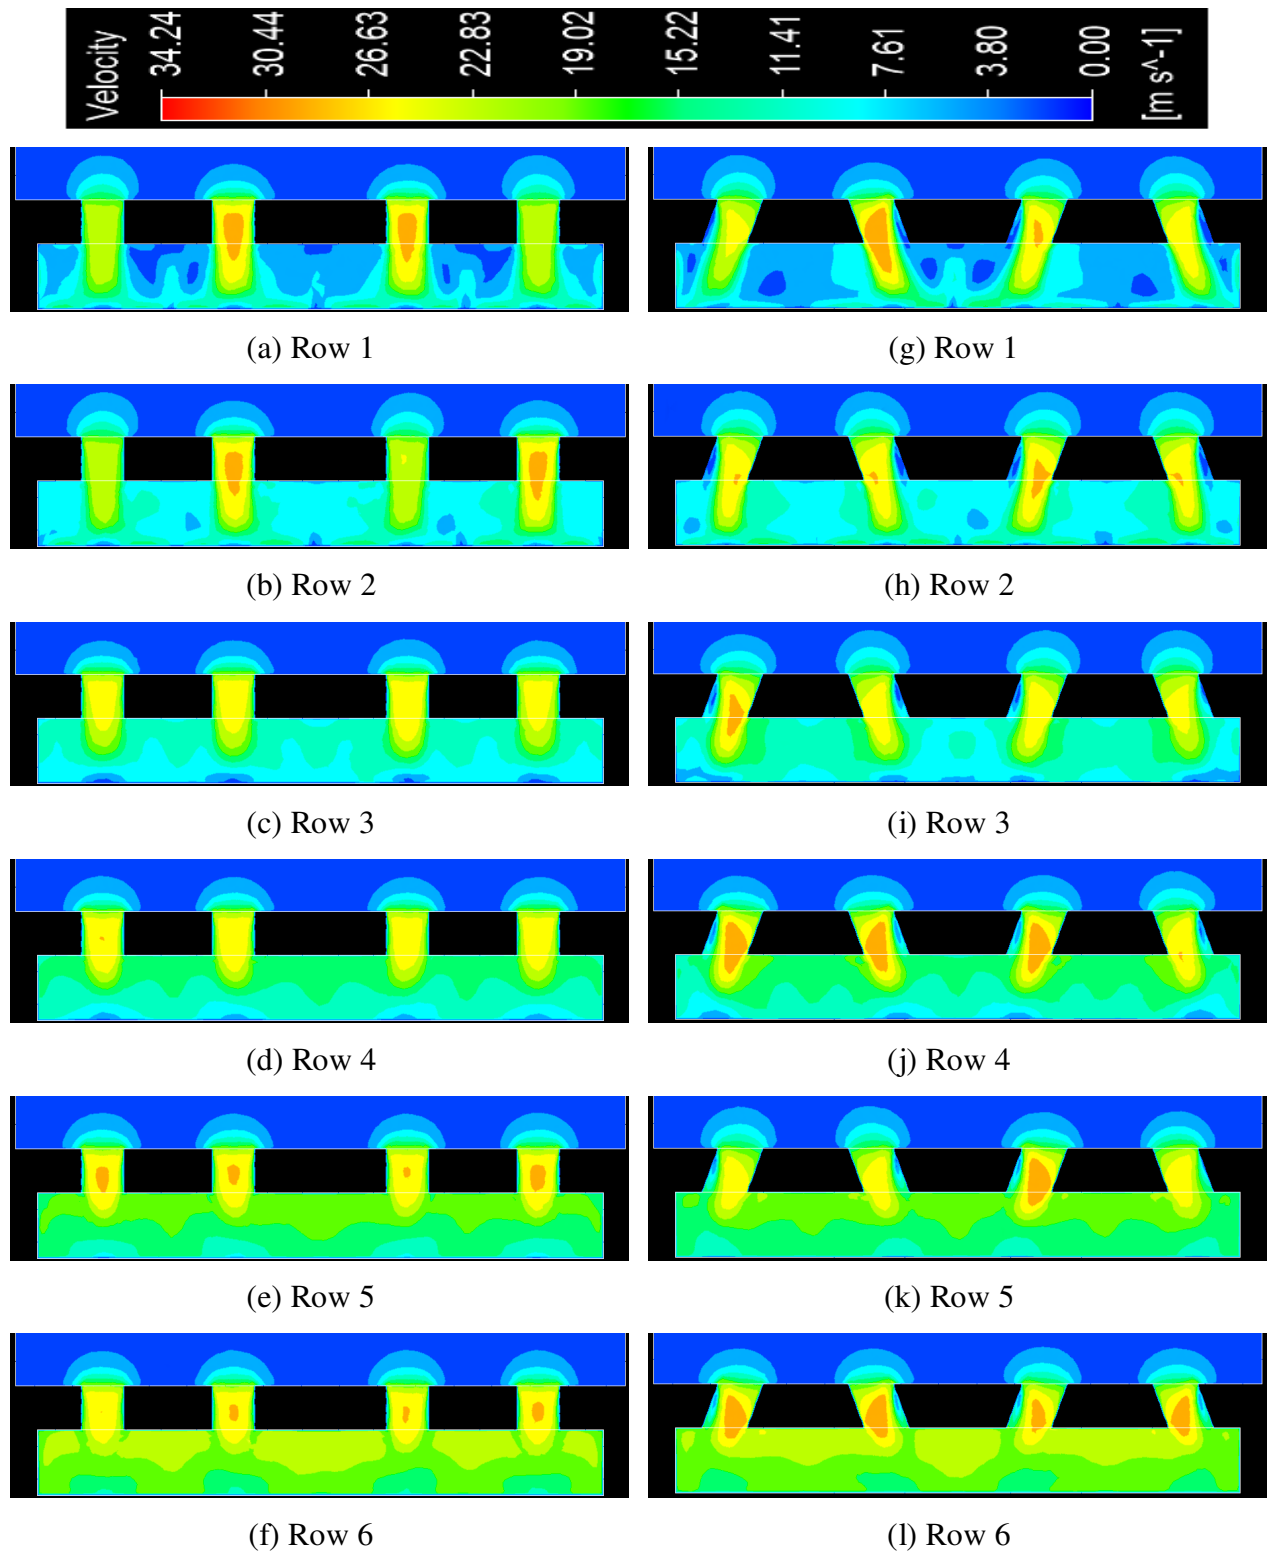 Velocity
34.24
30.44
26.63
22.83
19.02
15.22
11.41
7.61
3.80
0.00
[m s^-1]
(a) Row 1
(g) Row 1
(b) Row 2
(h) Row 2
(c) Row 3
(i) Row 3
(d) Row 4
(j) Row 4
(e) Row 5
(k) Row 5
(f) Row 6
(l) Row 6